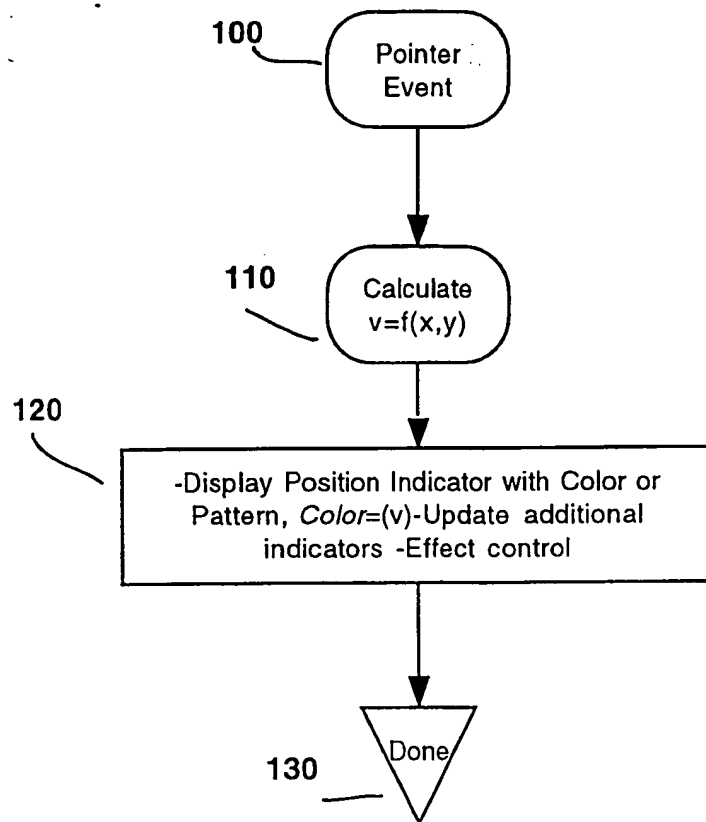 100
Pointer
Event
110
Calculate
v=f(x,y)
120
-Display Position Indicator with Color or
Pattern, Color=(v)-Update additional
indicators -Effect control
Done
130